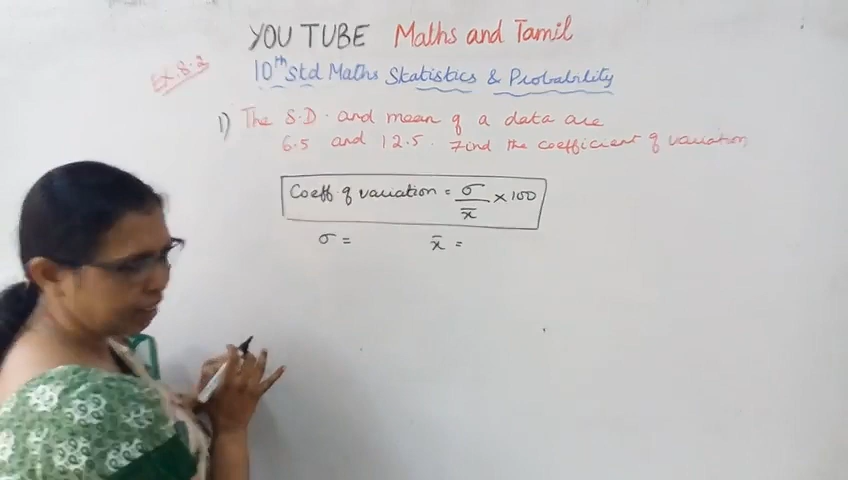 YOU TUBE Maths and Tamil
Ex. 8.2
10th Std Maths Statistics & Probability
1) The S.D. and mean of a data are
6.5 and 12.5. Find the coefficient of variation
Coeff. of variation = σ/x̄ × 100
σ = x̄ =